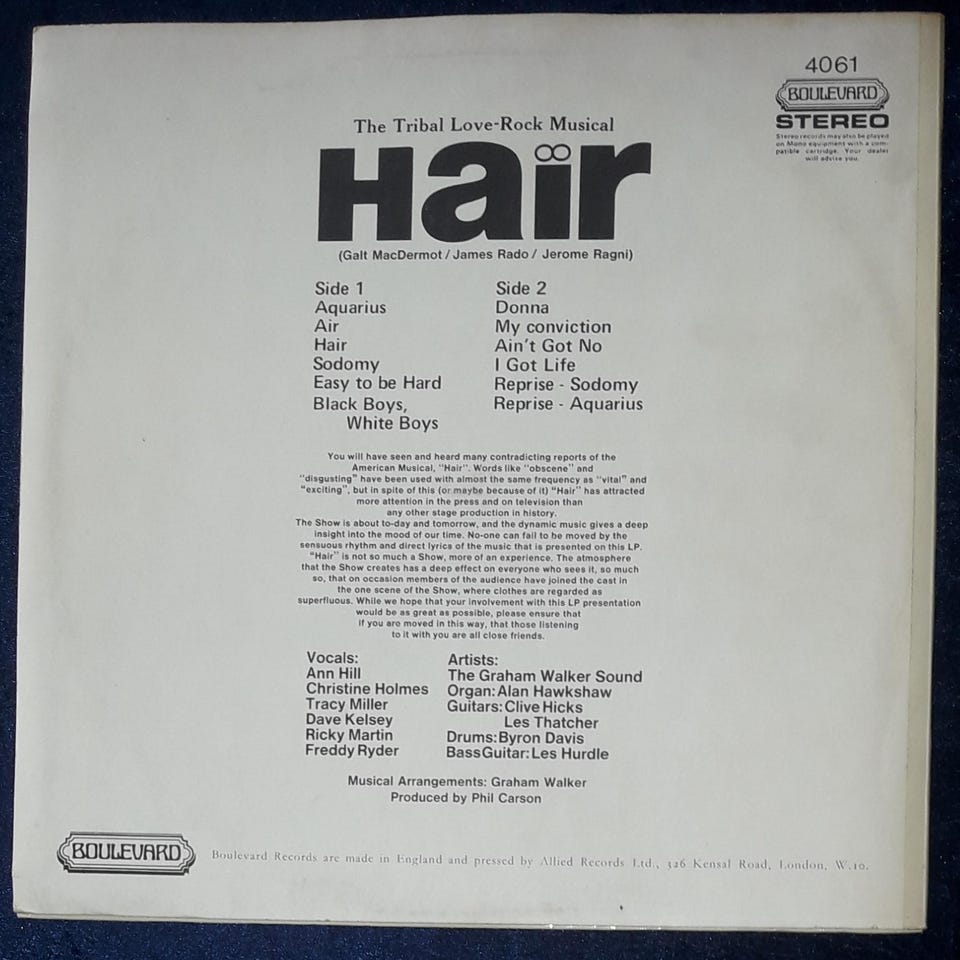 4061
BOULEVARD
STEREO
Stereo records may also be played
on Mono equipment with a com-
patible cartridge. Your dealer
will advise you.
The Tribal Love-Rock Musical
Hair
(Galt MacDermot / James Rado / Jerome Ragni)
Side 1
Aquarius
Air
Hair
Sodomy
Easy to be Hard
Black Boys,
White Boys
Side 2
Donna
My conviction
Ain't Got No
I Got Life
Reprise - Sodomy
Reprise - Aquarius
You will have seen and heard many contradicting reports of the
American Musical, "Hair". Words like "obscene" and
"disgusting" have been used with almost the same frequency as "vital" and
"exciting", but in spite of this (or maybe because of it) "Hair" has attracted
more attention in the press and on television than
any other stage production in history.
The Show is about to-day and tomorrow, and the dynamic music gives a deep
insight into the mood of our time. No-one can fail to be moved by the
sensuous rhythm and direct lyrics of the music that is presented on this LP.
"Hair" is not so much a Show, more of an experience. The atmosphere
that the Show creates has a deep effect on everyone who sees it, so much
so, that on occasion members of the audience have joined the cast in
the one scene of the Show, where clothes are regarded as
superfluous. While we hope that your involvement with this LP presentation
would be as great as possible, please ensure that
if you are moved in this way, that those listening
to it with you are all close friends.
Vocals:
Ann Hill
Christine Holmes
Tracy Miller
Dave Kelsey
Ricky Martin
Freddy Ryder
Artists:
The Graham Walker Sound
Organ: Alan Hawkshaw
Guitars: Clive Hicks
Les Thatcher
Drums: Byron Davis
Bass Guitar: Les Hurdle
Musical Arrangements: Graham Walker
Produced by Phil Carson
BOULEVARD
Boulevard Records are made in England and pressed by Allied Records Ltd., 326 Kensal Road, London, W.10.